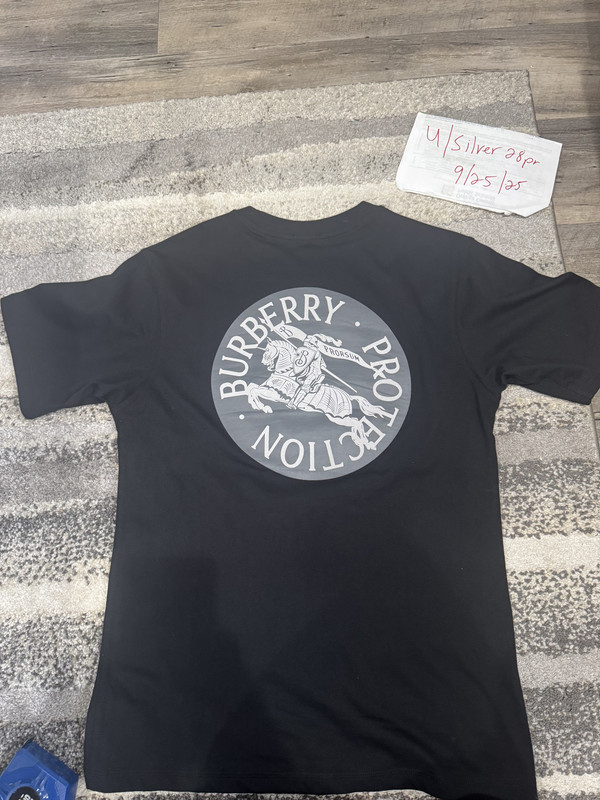 U/Silver28pr
9/25/25
BURBERRY · PROTECTION ·
B
PRORSUM
B